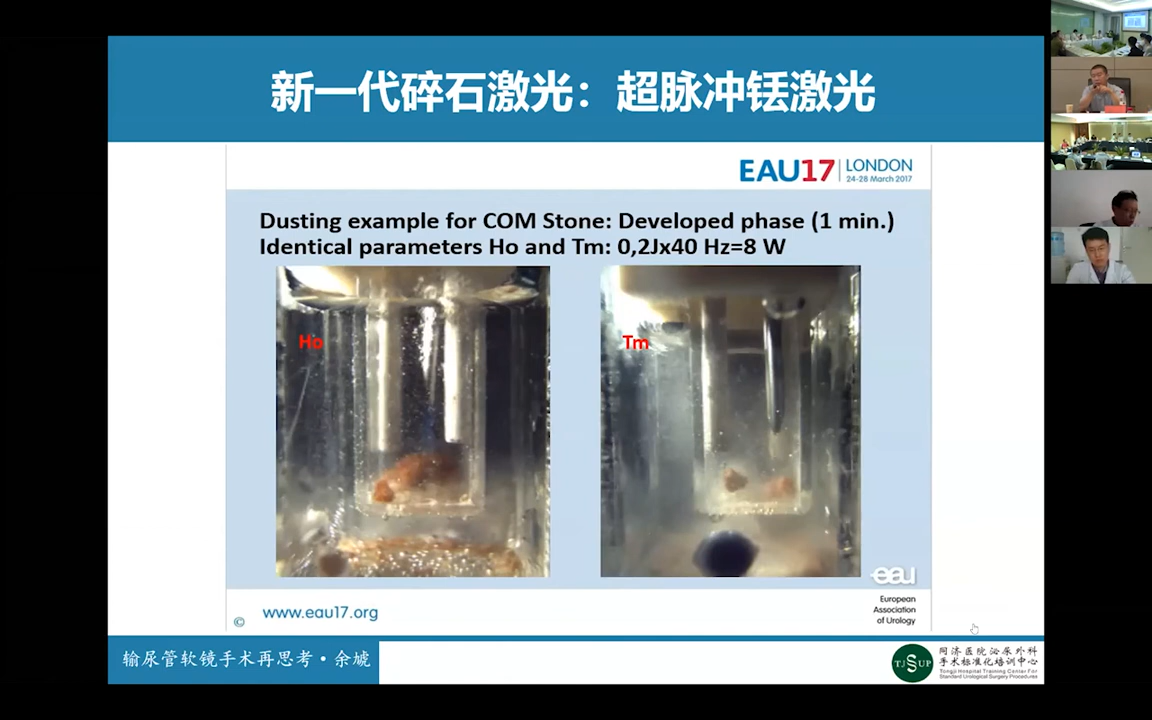 新一代碎石激光：超脉冲铥激光
EAU17 LONDON
24-28 March 2017
Dusting example for COM Stone: Developed phase (1 min.)
Identical parameters Ho and Tm: 0,2Jx40 Hz=8 W
Ho
Tm
eau
www.eau17.org
©
European
Association
of Urology
输尿管软镜手术再思考·余虓
TJSUP
同济医院泌尿外科
手术标准化培训中心
Tongji Hospital Training Center For
Standard Urological Surgery Procedures